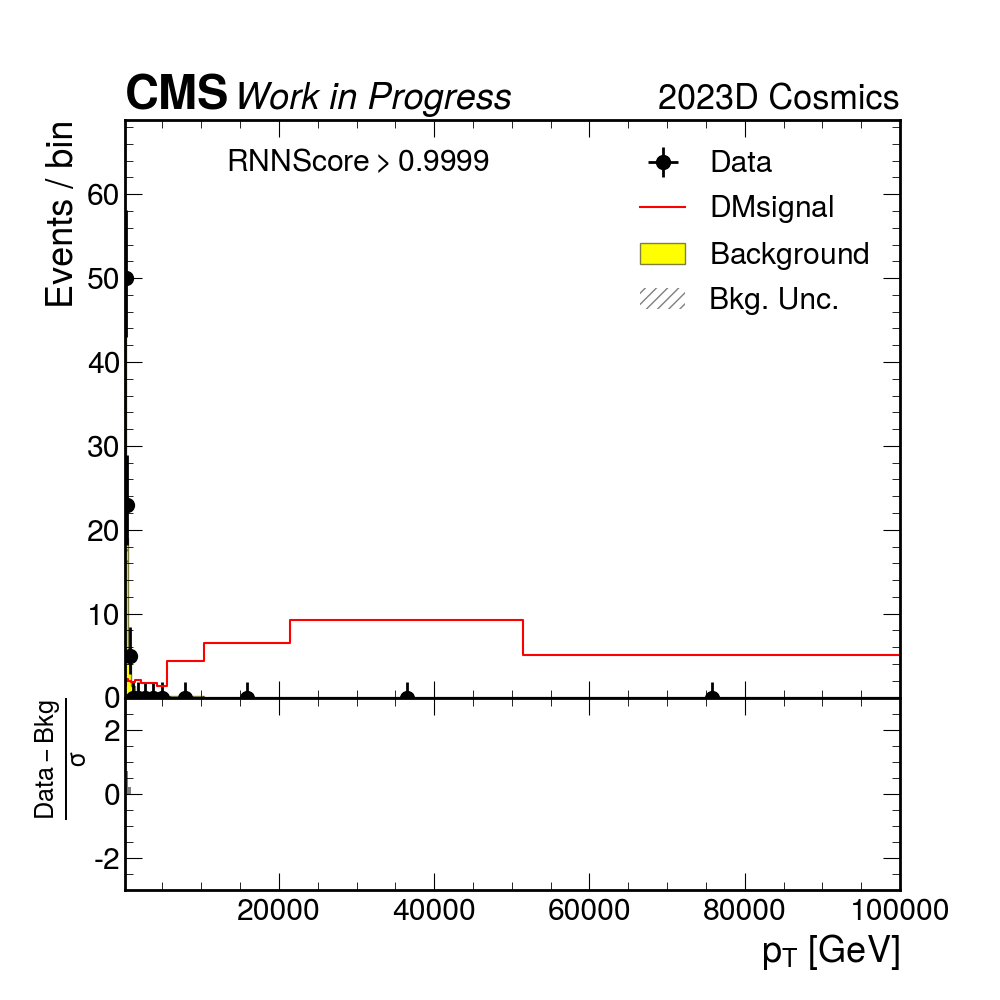 CMS Work in Progress 2023D Cosmics
RNNScore > 0.9999
Data
DMsignal
Background
Bkg. Unc.
Events / bin
60
50
40
30
20
10
0
Data – Bkg
σ
2
0
-2
20000 40000 60000 80000 100000
p_T [GeV]